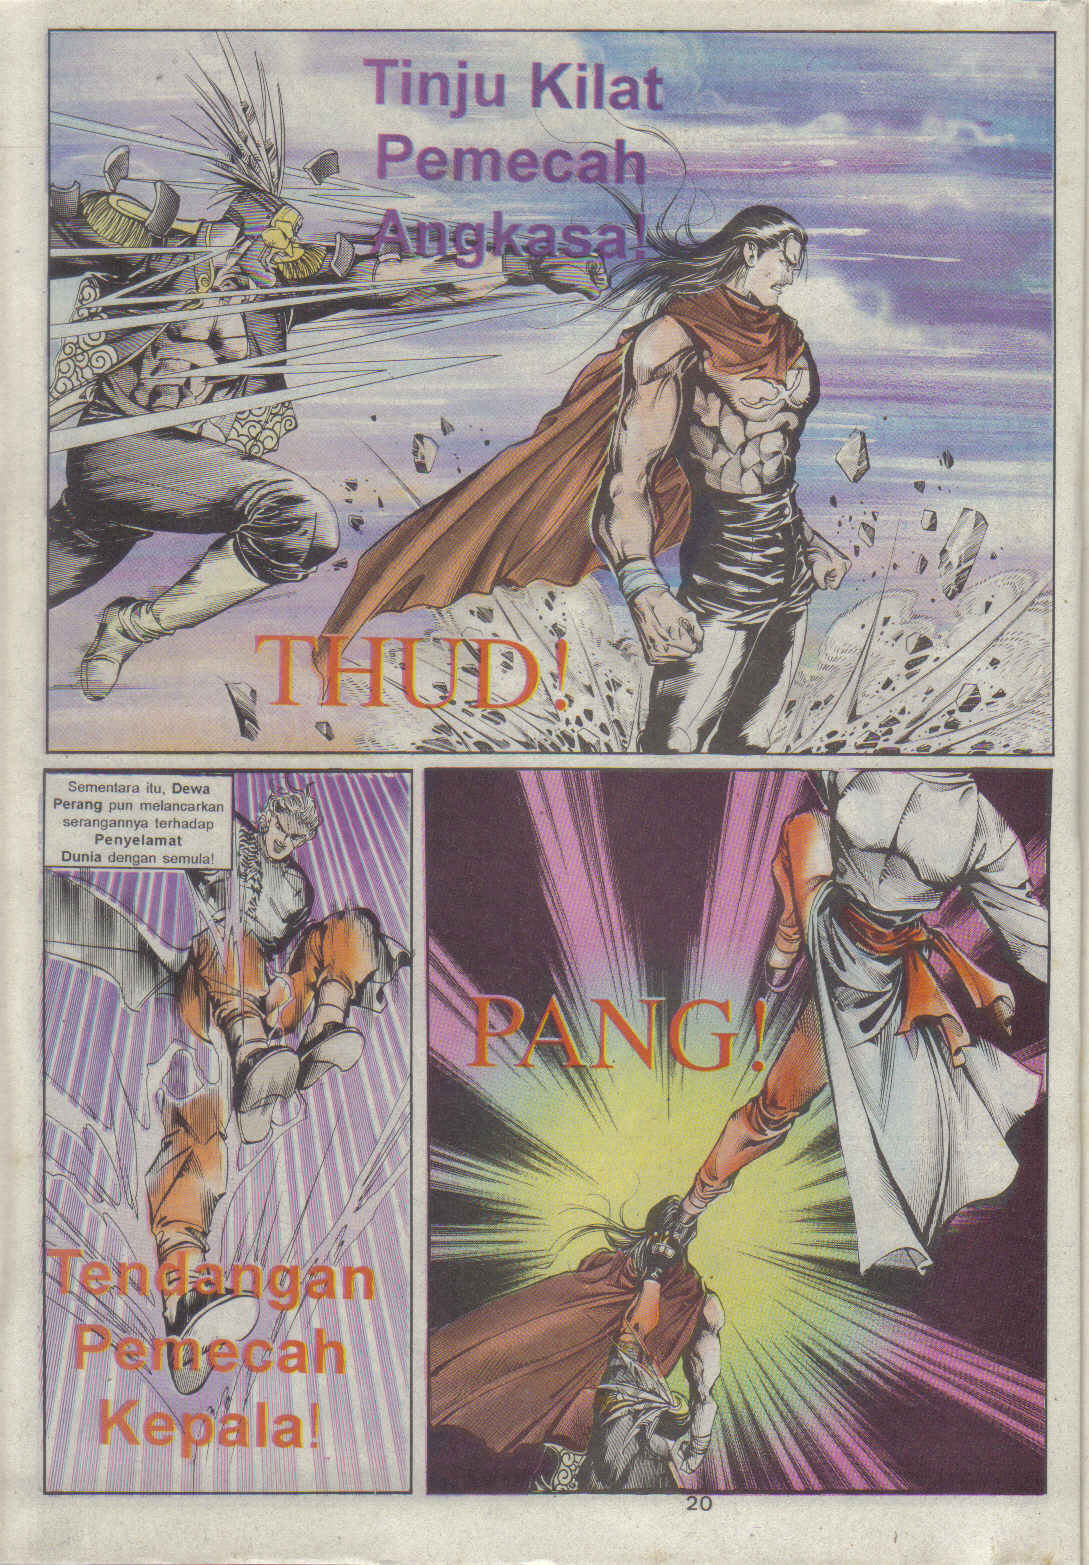 Tinju Kilat
Pemecah
Angkasa!
THUD!
Sementara itu, Dewa
Perang pun melancarkan
serangannya terhadap
Penyelamat
Dunia dengan semula!
Tendangan
Pemecah
Kepala!
PANG!
20